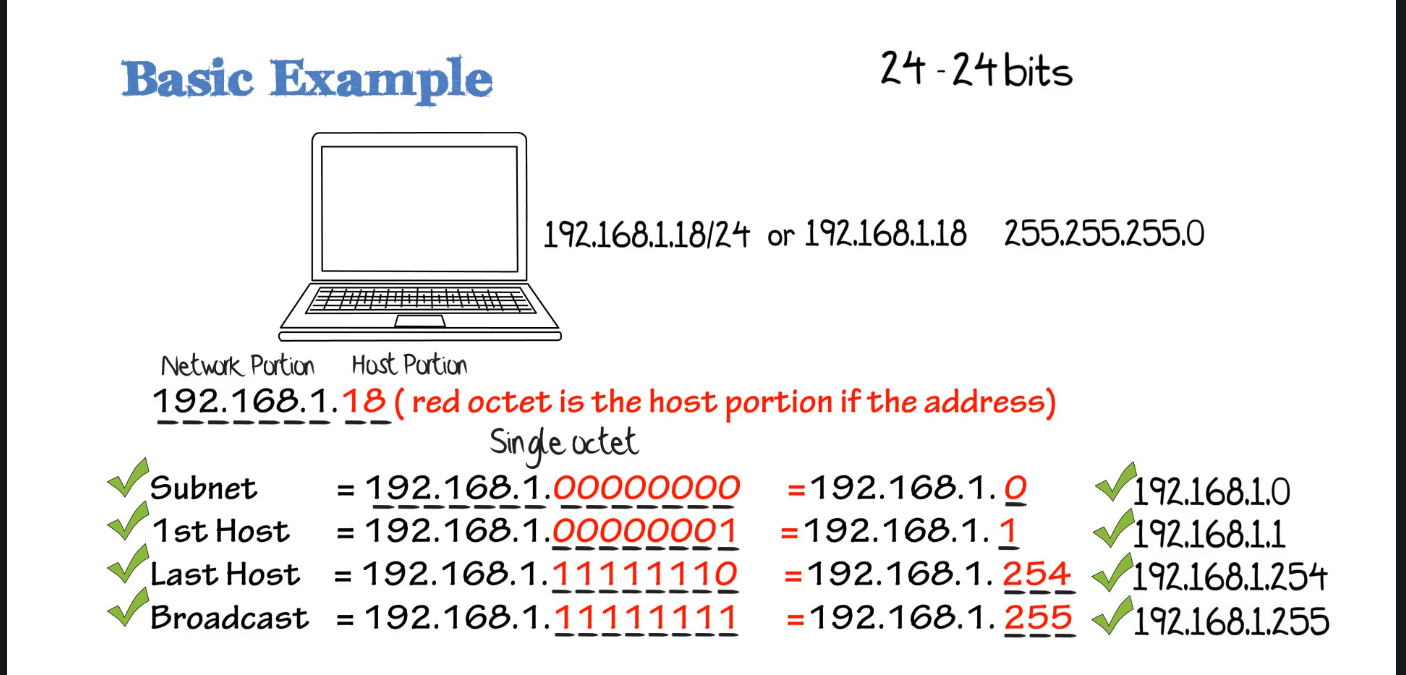 Basic Example
24 - 24 bits
192.168.1.18/24 or 192.168.1.18 255.255.255.0
Network Portion Host Portion
192.168.1.18 ( red octet is the host portion if the address)
Single octet
Subnet = 192.168.1.00000000 =192.168.1.0 192.168.1.0
1st Host = 192.168.1.00000001 =192.168.1.1 192.168.1.1
Last Host = 192.168.1.11111110 =192.168.1.254 192.168.1.254
Broadcast = 192.168.1.11111111 =192.168.1.255 192.168.1.255